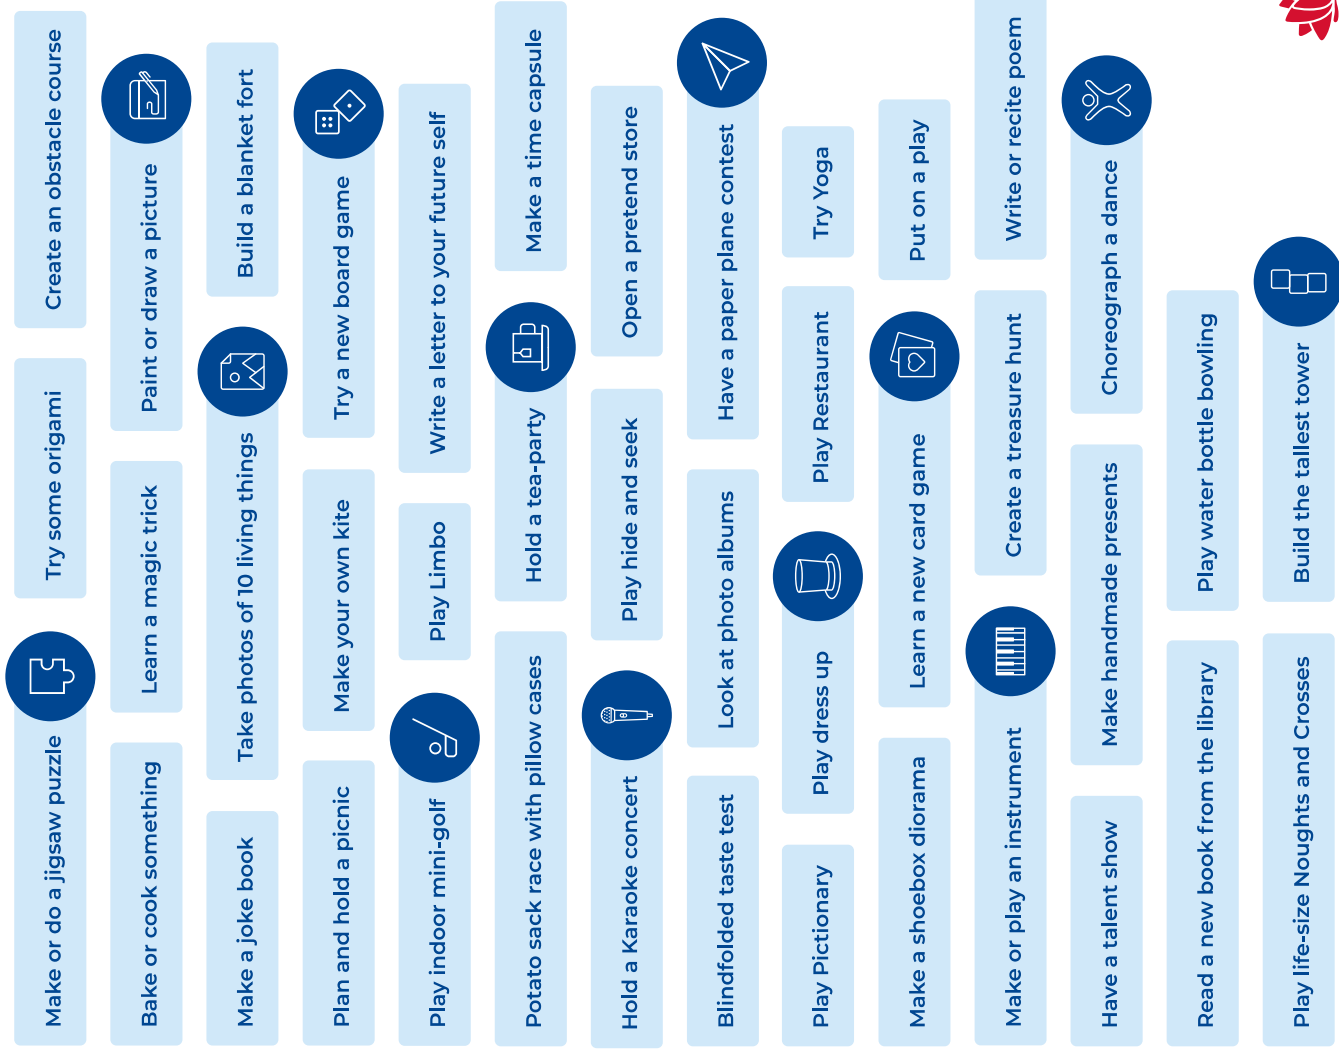 Make or do a jigsaw puzzle
Try some origami
Create an obstacle course
Bake or cook something
Learn a magic trick
Paint or draw a picture
Make a joke book
Take photos of 10 living things
Build a blanket fort
Plan and hold a picnic
Make your own kite
Try a new board game
Play indoor mini-golf
Play Limbo
Write a letter to your future self
Potato sack race with pillow cases
Hold a tea-party
Make a time capsule
Hold a Karaoke concert
Play hide and seek
Open a pretend store
Blindfolded taste test
Look at photo albums
Have a paper plane contest
Play Pictionary
Play dress up
Play Restaurant
Try Yoga
Make a shoebox diorama
Learn a new card game
Put on a play
Make or play an instrument
Create a treasure hunt
Write or recite poem
Have a talent show
Make handmade presents
Choreograph a dance
Read a new book from the library
Play water bottle bowling
Play life-size Noughts and Crosses
Build the tallest tower